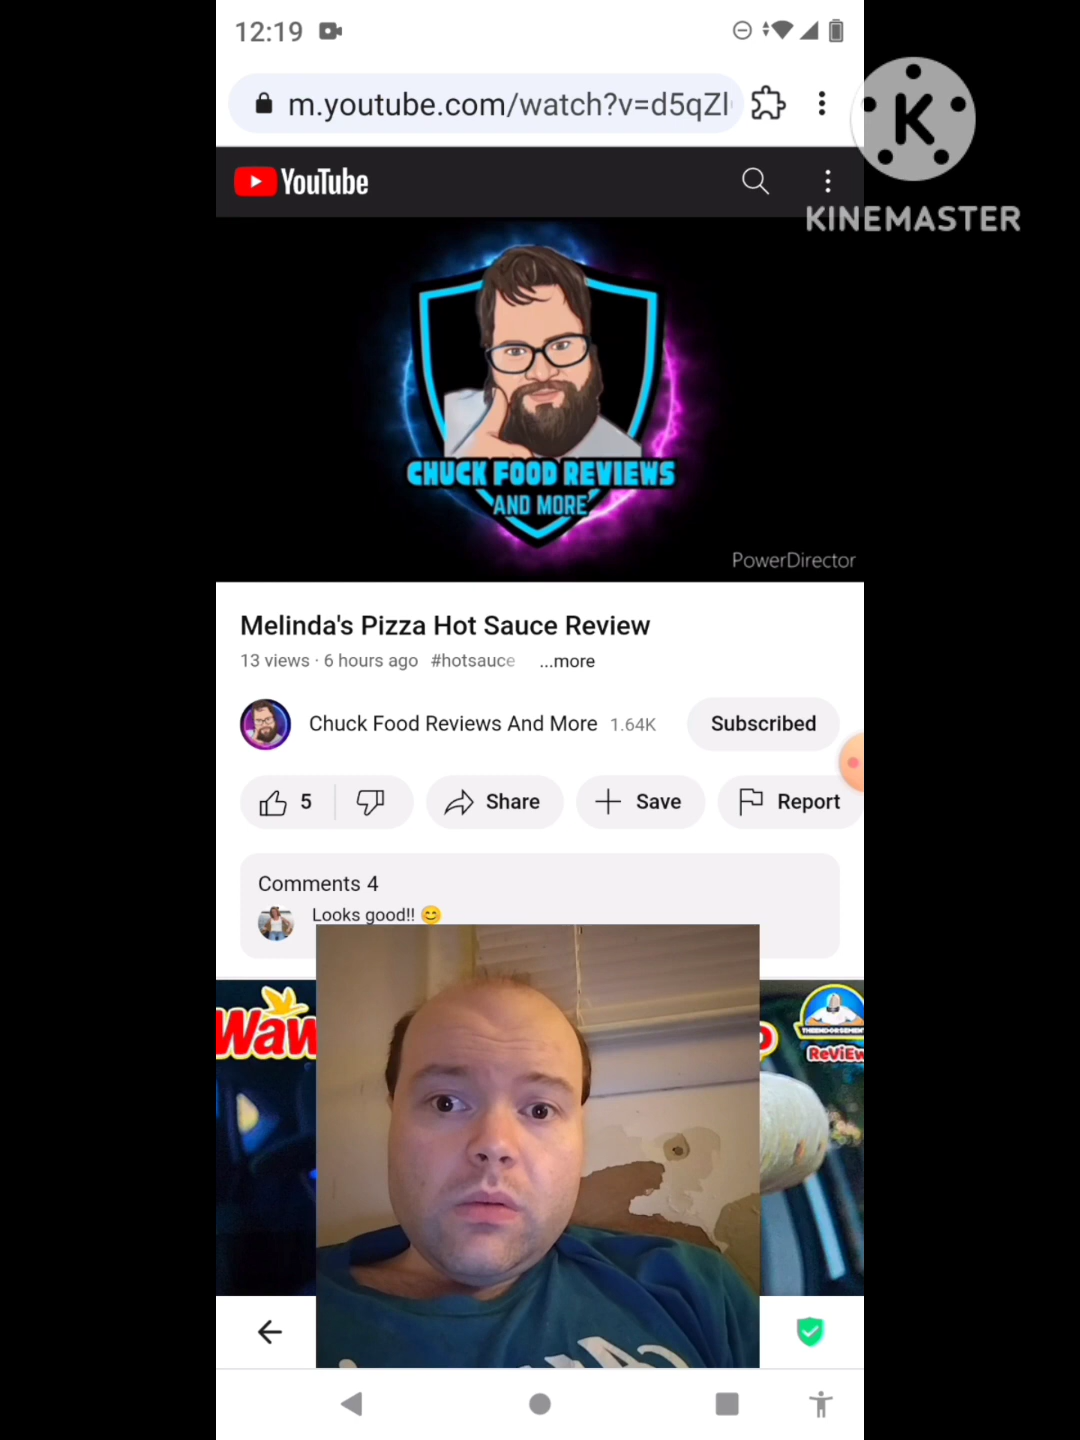 12:19
m.youtube.com/watch?v=d5qZl
KINEMASTER
YouTube
CHUCK FOOD REVIEWS
AND MORE
PowerDirector
Melinda's Pizza Hot Sauce Review
13 views · 6 hours ago #hotsauce ...more
Chuck Food Reviews And More 1.64K Subscribed
5 Share Save Report
Comments 4
Looks good!! 😊